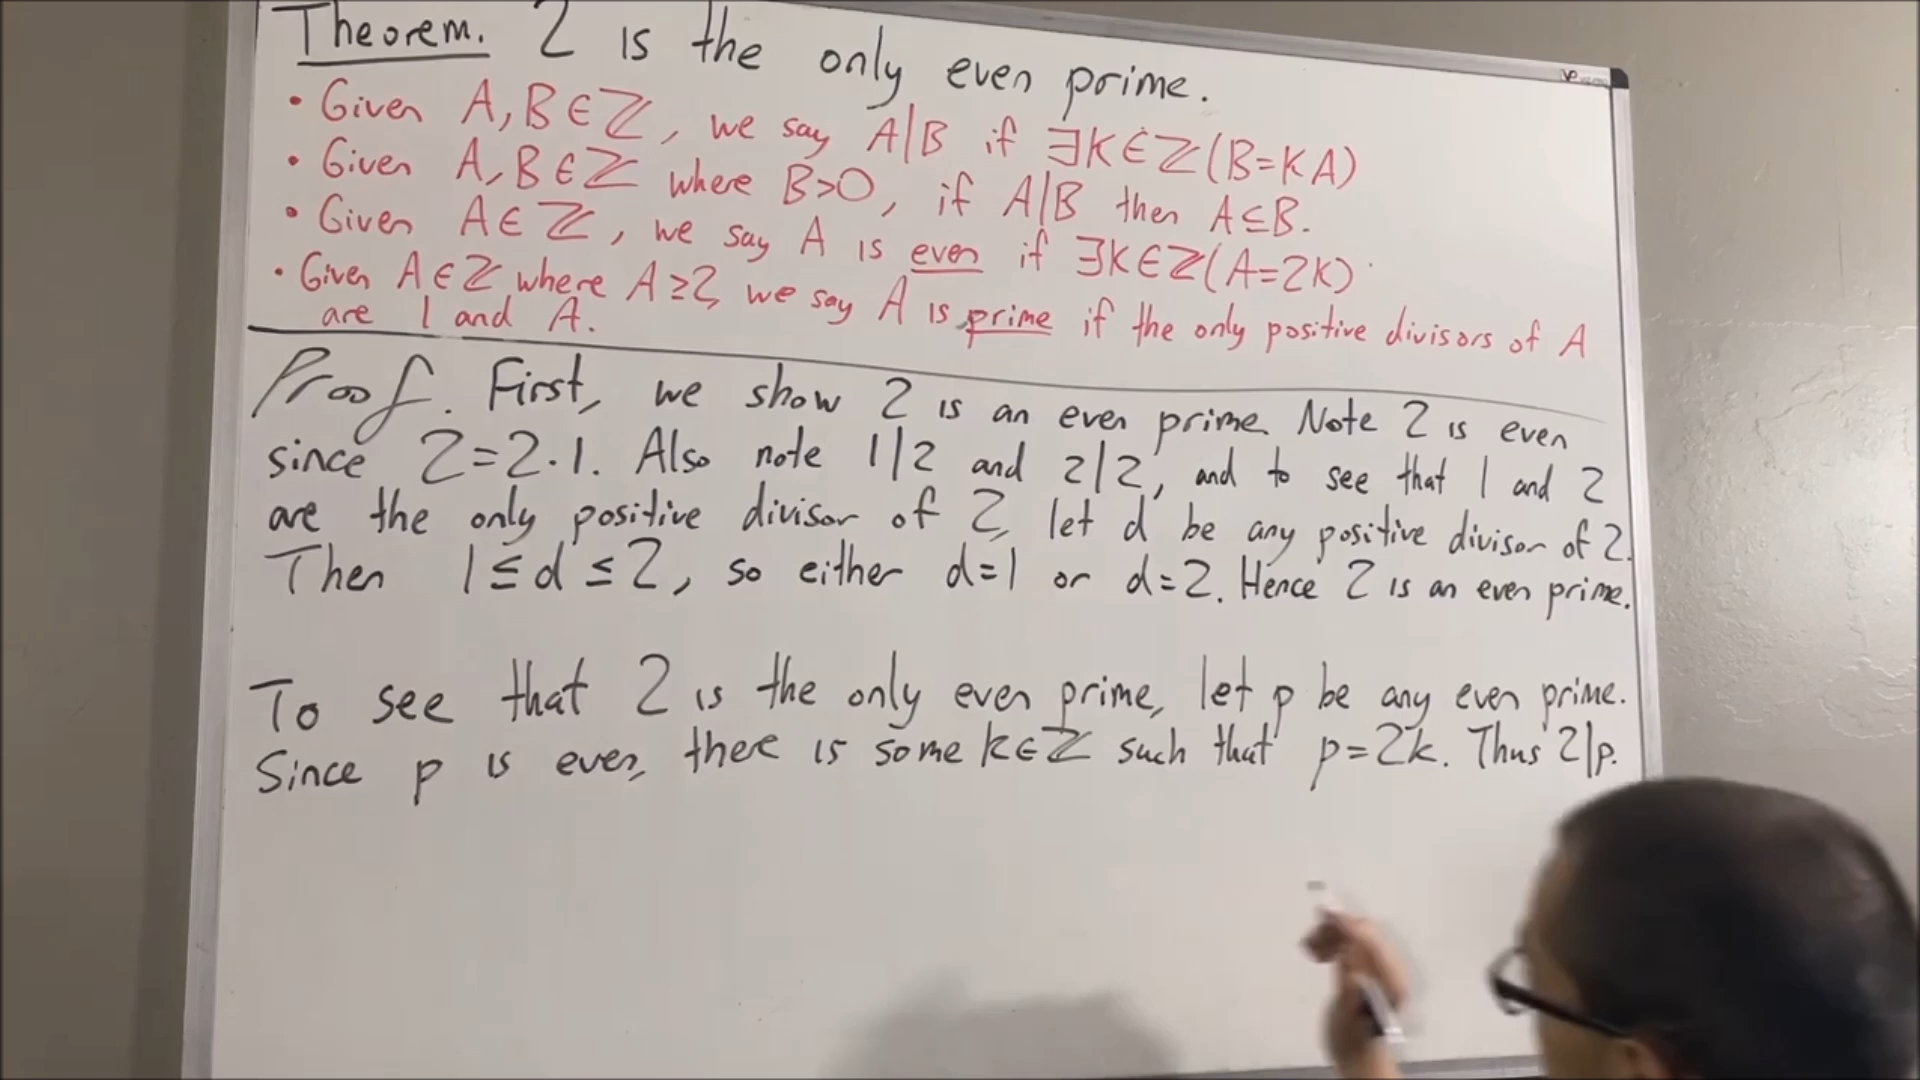 Theorem. 2 is the only even prime.
• Given A, B ∈ ℤ, we say A|B if ∃K∈ℤ(B=KA)
• Given A, B ∈ ℤ where B>0, if A|B then A≤B.
• Given A ∈ ℤ, we say A is even if ∃K∈ℤ(A=2K)
• Given A ∈ ℤ where A≥2, we say A is prime if the only positive divisors of A
are 1 and A.
Proof. First, we show 2 is an even prime. Note 2 is even
since 2=2·1. Also note 1|2 and 2|2, and to see that 1 and 2
are the only positive divisor of 2, let d be any positive divisor of 2.
Then 1≤d≤2, so either d=1 or d=2. Hence 2 is an even prime.
To see that 2 is the only even prime, let p be any even prime.
Since p is even, there is some k∈ℤ such that p=2k. Thus 2|p.